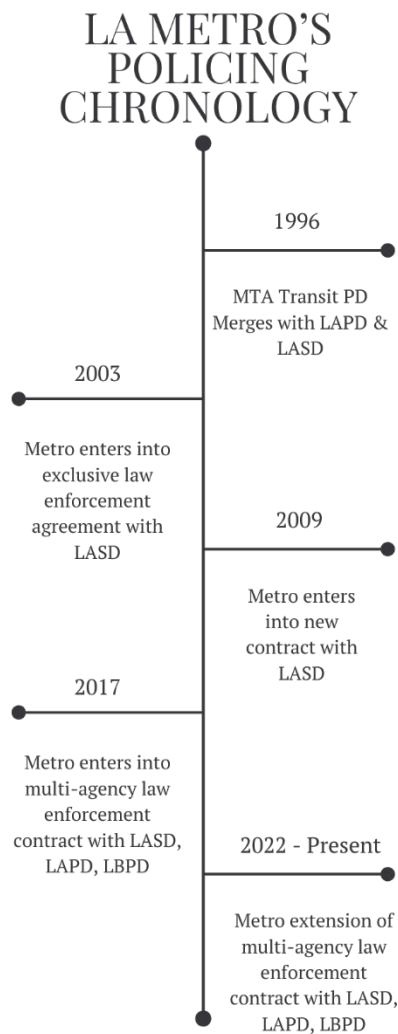 LA METRO'S
POLICING
CHRONOLOGY
1996
MTA Transit PD
Merges with LAPD &
LASD
2003
Metro enters into
exclusive law
enforcement
agreement with
LASD
2009
Metro enters
into new
contract with
LASD
2017
Metro enters into
multi-agency law
enforcement
contract with LASD,
LAPD, LBPD
2022 - Present
Metro extension of
multi-agency law
enforcement
contract with LASD,
LAPD, LBPD